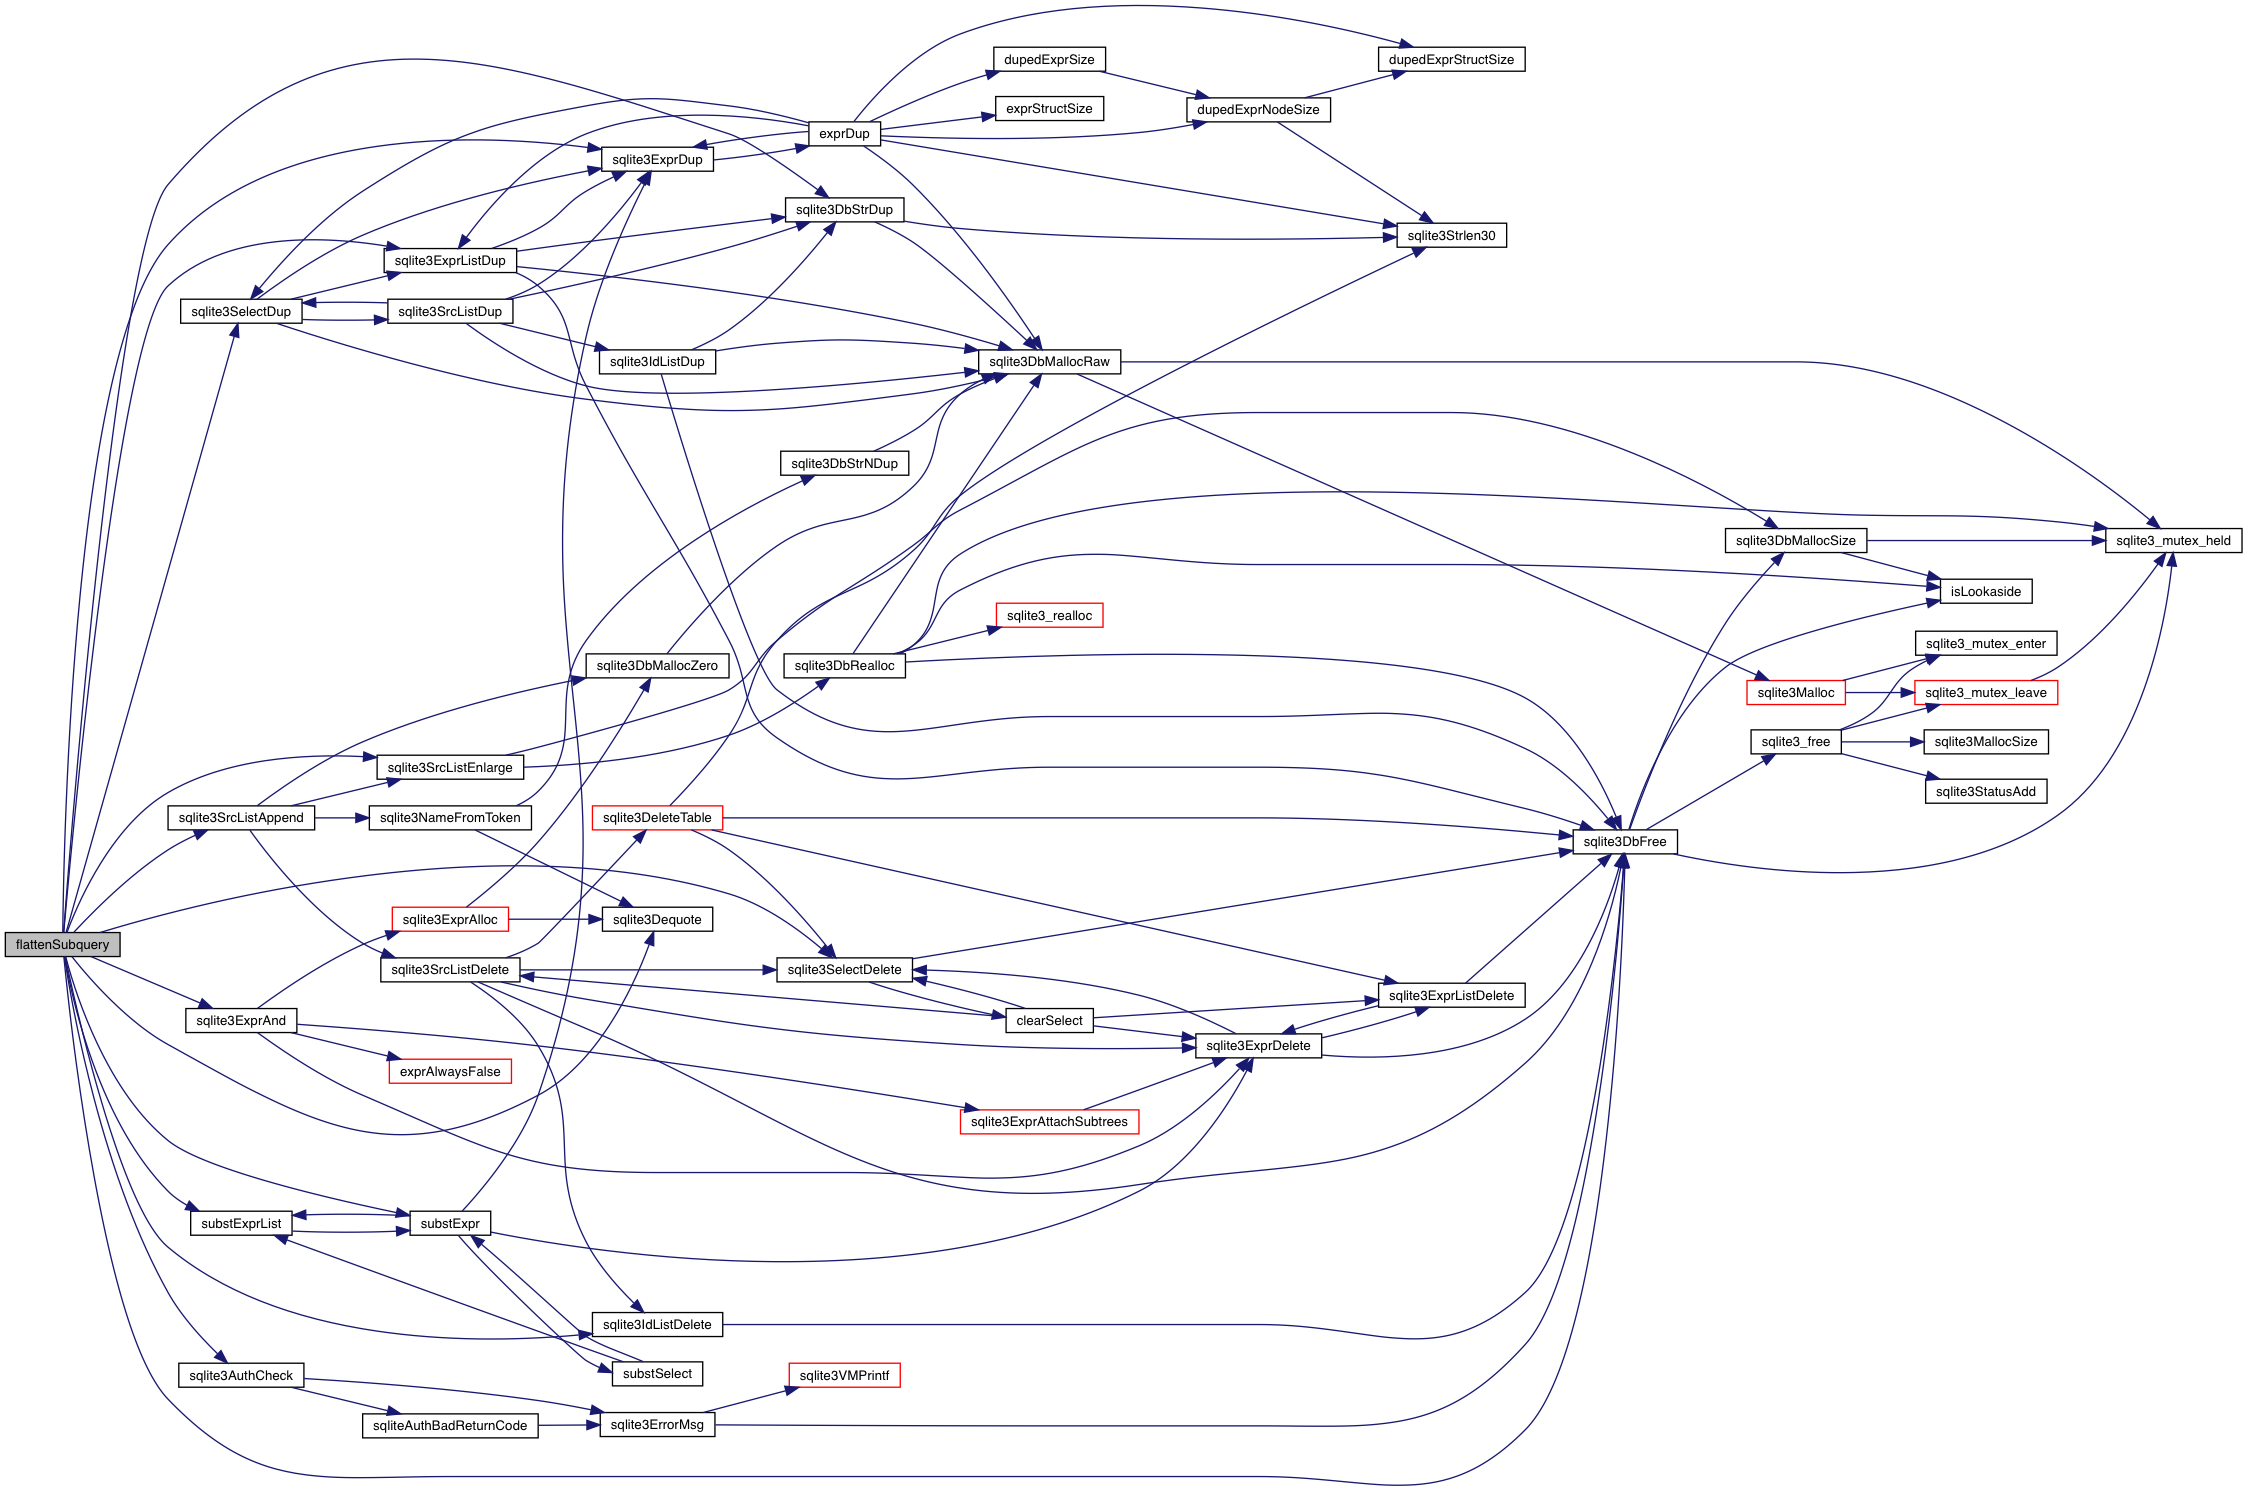 flattenSubquery
sqlite3SelectDup
sqlite3SrcListAppend
sqlite3ExprAnd
substExprList
sqlite3AuthCheck
sqlite3ExprListDup
sqlite3SrcListDup
sqlite3SrcListEnlarge
sqlite3NameFromToken
sqlite3ExprAlloc
sqlite3SrcListDelete
exprAlwaysFalse
substExpr
sqliteAuthBadReturnCode
sqlite3ExprDup
sqlite3IdListDup
sqlite3DbMallocZero
sqlite3DeleteTable
sqlite3Dequote
sqlite3IdListDelete
substSelect
sqlite3ErrorMsg
exprDup
sqlite3DbStrDup
sqlite3DbStrNDup
sqlite3DbRealloc
sqlite3SelectDelete
sqlite3VMPrintf
dupedExprSize
exprStructSize
sqlite3DbMallocRaw
sqlite3_realloc
clearSelect
sqlite3ExprAttachSubtrees
dupedExprNodeSize
sqlite3ExprDelete
dupedExprStructSize
sqlite3Strlen30
sqlite3ExprListDelete
sqlite3DbFree
sqlite3DbMallocSize
sqlite3Malloc
sqlite3_free
isLookaside
sqlite3_mutex_enter
sqlite3_mutex_leave
sqlite3MallocSize
sqlite3StatusAdd
sqlite3_mutex_held